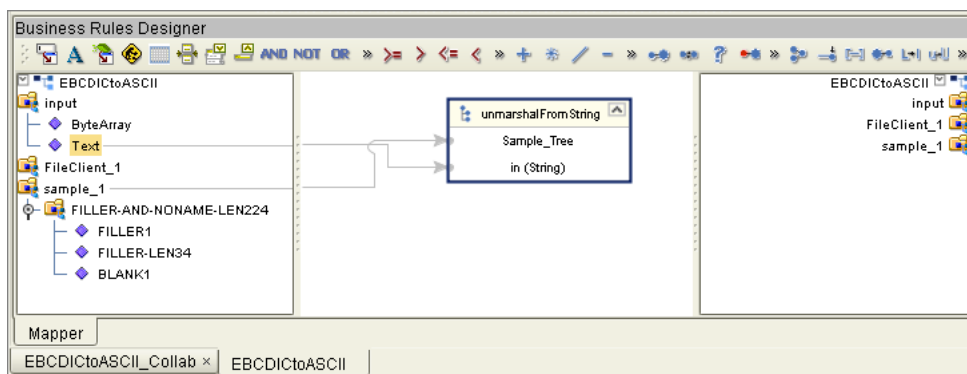 Business Rules Designer
AND NOT OR » >= > <= < » + * / - » ? » »
EBCDICtoASCII
input
ByteArray
Text
FileClient_1
sample_1
FILLER-AND-NONAME-LEN224
FILLER1
FILLER-LEN34
BLANK1
unmarshalFromString
Sample_Tree
in (String)
EBCDICtoASCII
input
FileClient_1
sample_1
Mapper
EBCDICtoASCII_Collab ×
EBCDICtoASCII